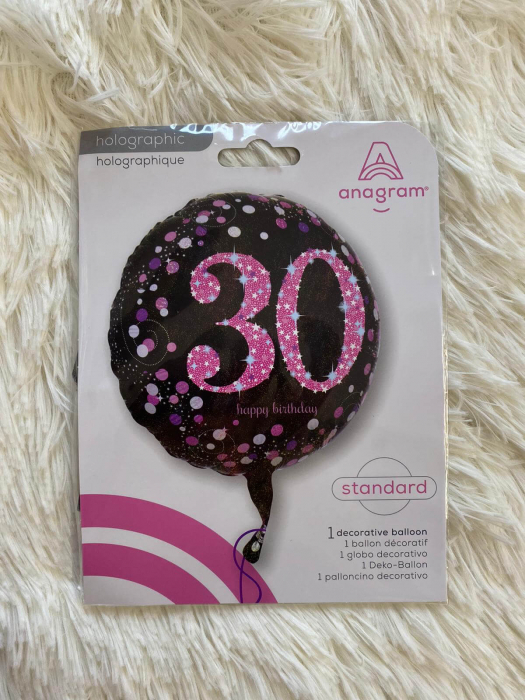 holographic
holographique
anagram®
30
happy birthday
standard
1 decorative balloon
1 ballon décoratif
1 globo decorativo
1 Deko-Ballon
1 palloncino decorativo